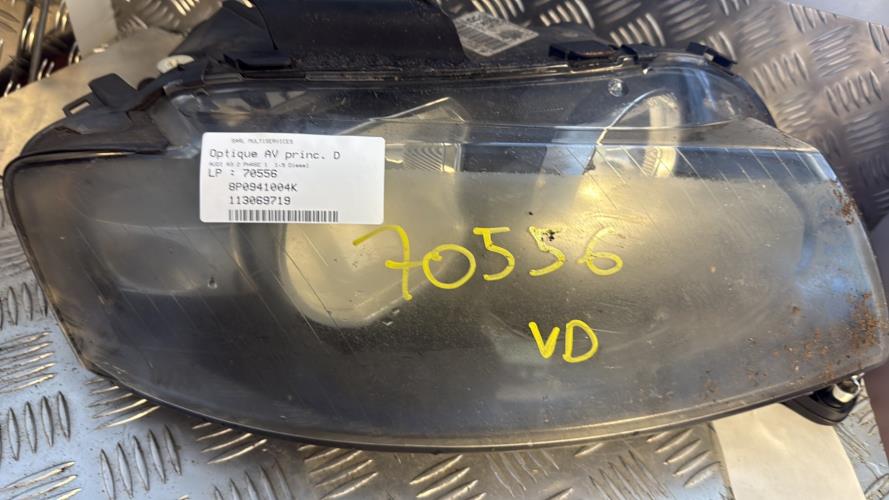 SARL MULTISERVICES
Optique AV princ. D
AUDI A3 2 PHASE 1 1.9 Diesel
LP : 70556
8P0941004K
113069719
70556
VD